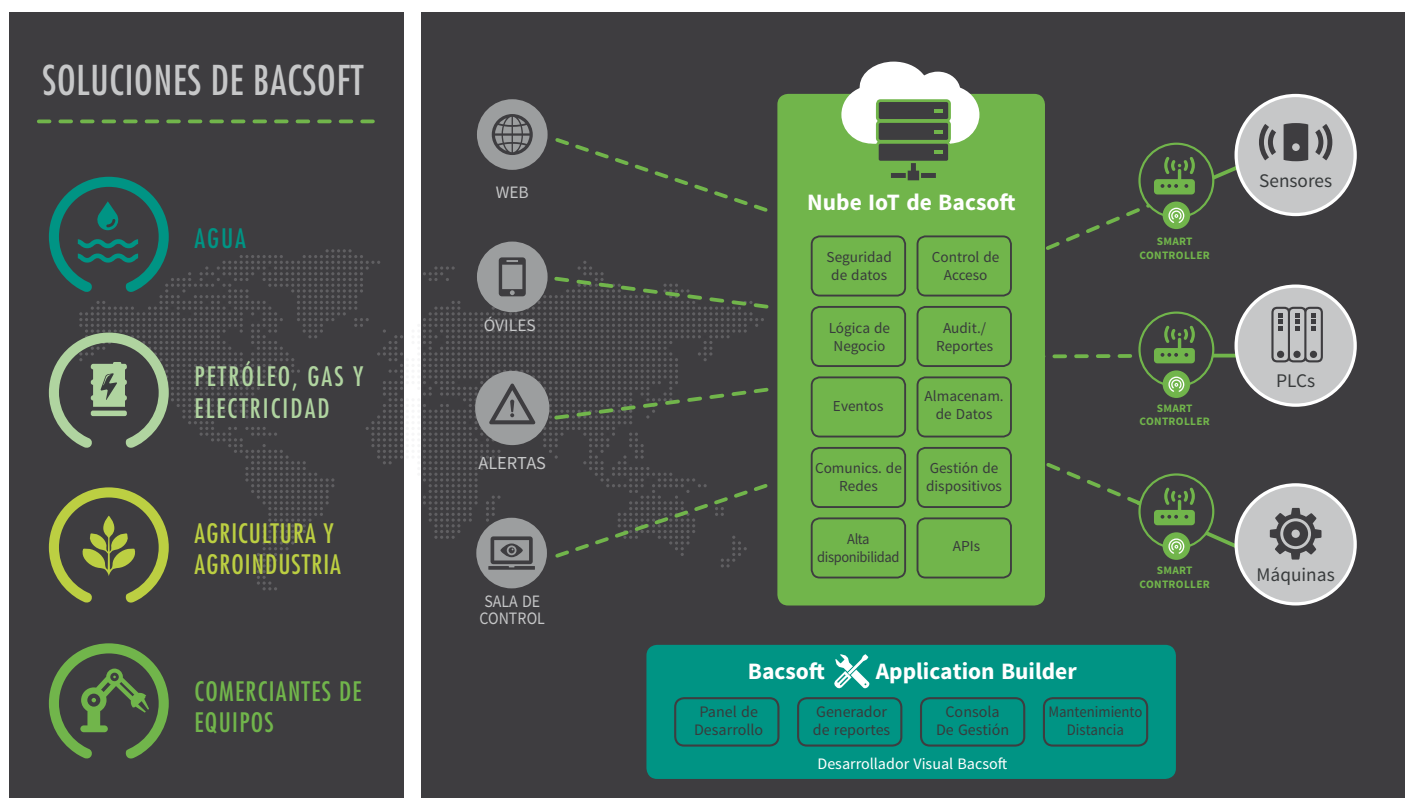 SOLUCIONES DE BACSOFT
AGUA
PETRÓLEO, GAS Y
ELECTRICIDAD
AGRICULTURA Y
AGROINDUSTRIA
COMERCIANTES DE
EQUIPOS
WEB
ÓVILES
ALERTAS
SALA DE
CONTROL
Nube IoT de Bacsoft
Seguridad
de datos
Control de
Acceso
Lógica de
Negocio
Audit./
Reportes
Eventos
Almacenam.
de Datos
Comunics. de
Redes
Gestión de
dispositivos
Alta
disponibilidad
APIs
SMART
CONTROLLER
Sensores
SMART
CONTROLLER
PLCs
SMART
CONTROLLER
Máquinas
Bacsoft Application Builder
Panel de
Desarrollo
Generador
de reportes
Consola
De Gestión
Mantenimiento
Distancia
Desarrollador Visual Bacsoft